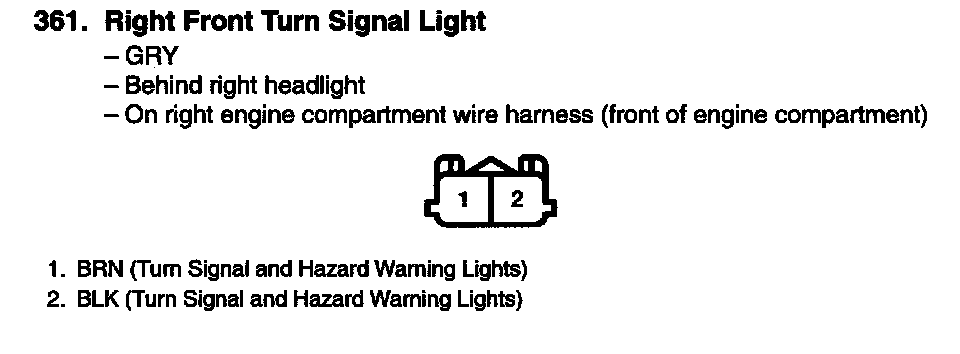 361. Right Front Turn Signal Light
– GRY
– Behind right headlight
– On right engine compartment wire harness (front of engine compartment)
1 2
1. BRN (Turn Signal and Hazard Warning Lights)
2. BLK (Turn Signal and Hazard Warning Lights)